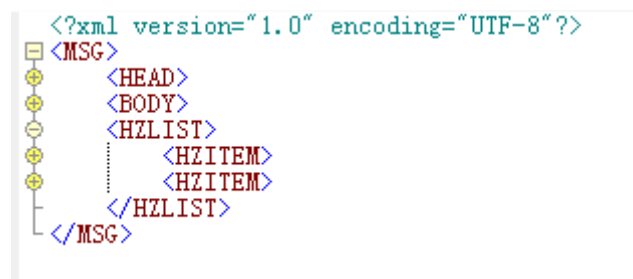 <?xml version="1.0" encoding="UTF-8"?>
<MSG>
<HEAD>
<BODY>
<HZLIST>
<HZITEM>
<HZITEM>
</HZLIST>
</MSG>